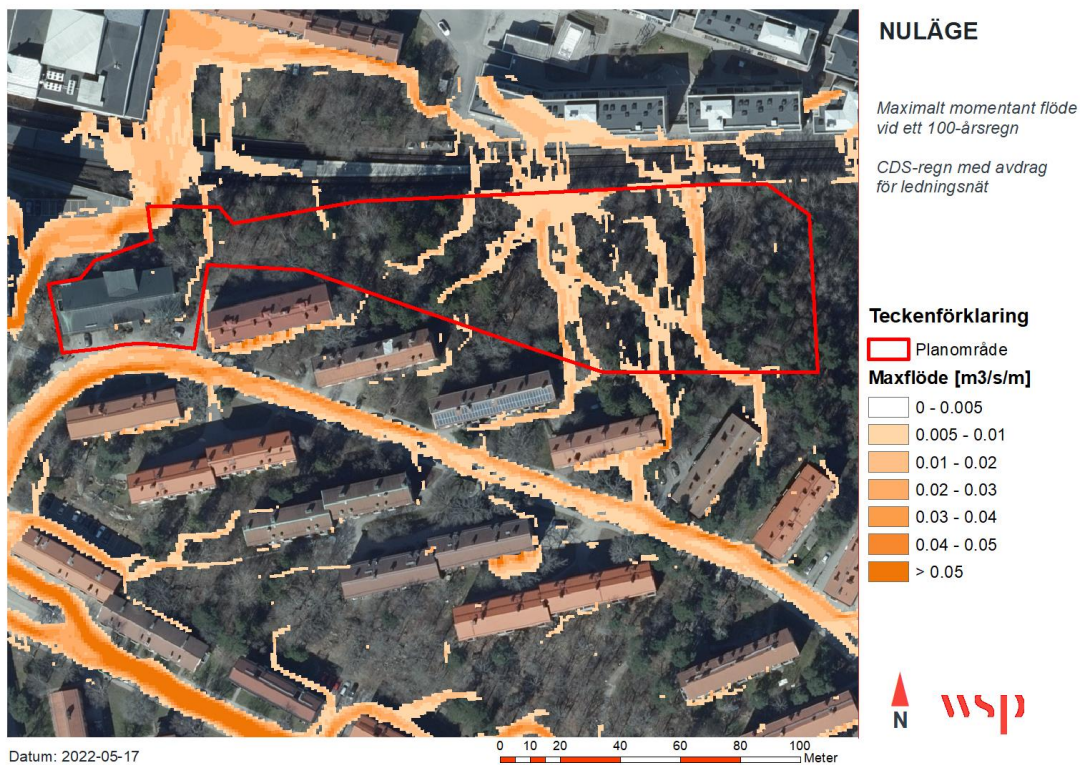 NULÄGE
Maximalt momentant flöde
vid ett 100-årsregn
CDS-regn med avdrag
för ledningsnät
Teckenförklaring
Planområde
Maxflöde [m3/s/m]
0 - 0.005
0.005 - 0.01
0.01 - 0.02
0.02 - 0.03
0.03 - 0.04
0.04 - 0.05
> 0.05
N
wsp
Datum: 2022-05-17
0 10 20 40 60 80 100
Meter